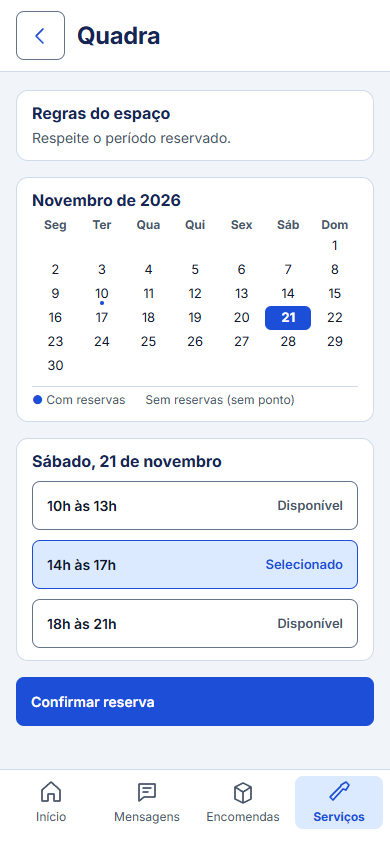 Quadra
Regras do espaço
Respeite o período reservado.
Novembro de 2026
Seg Ter Qua Qui Sex Sáb Dom
1
2 3 4 5 6 7 8
9 10 11 12 13 14 15
16 17 18 19 20 21 22
23 24 25 26 27 28 29
30
Com reservas Sem reservas (sem ponto)
Sábado, 21 de novembro
10h às 13h Disponível
14h às 17h Selecionado
18h às 21h Disponível
Confirmar reserva
Início Mensagens Encomendas Serviços